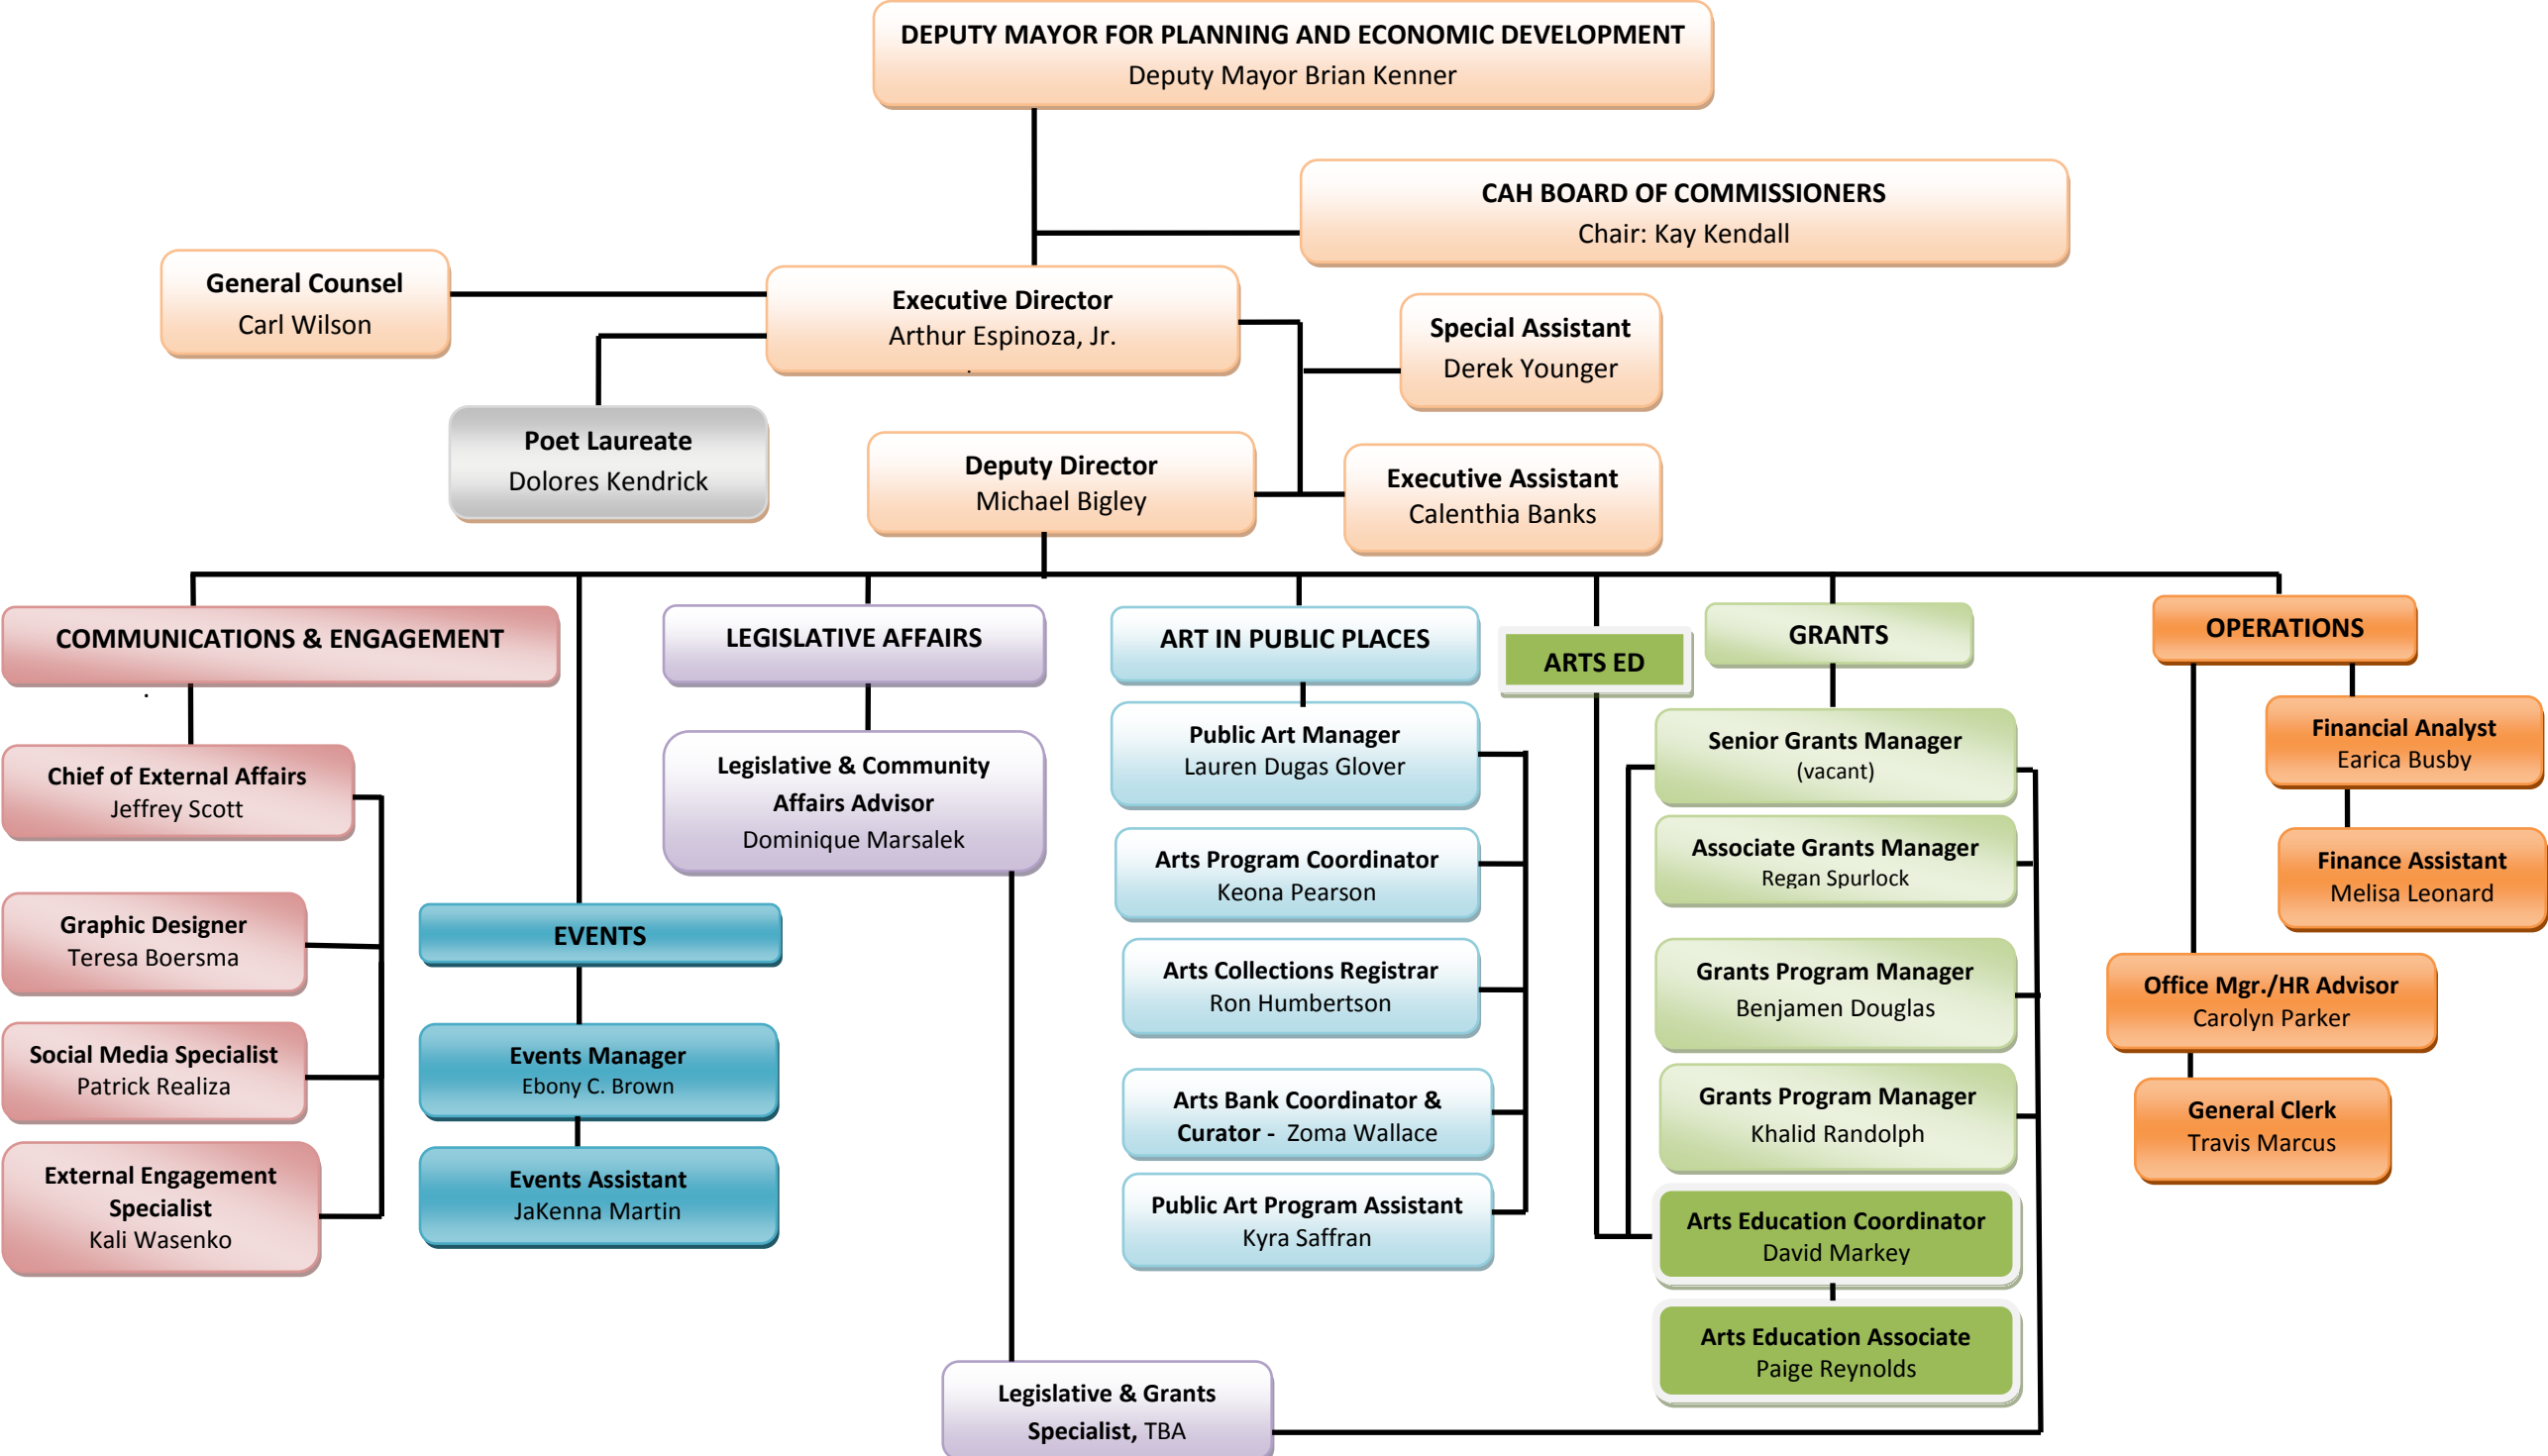 DEPUTY MAYOR FOR PLANNING AND ECONOMIC DEVELOPMENT
Deputy Mayor Brian Kenner
CAH BOARD OF COMMISSIONERS
Chair: Kay Kendall
General Counsel
Carl Wilson
Executive Director
Arthur Espinoza, Jr.
.
Special Assistant
Derek Younger
Poet Laureate
Dolores Kendrick
Deputy Director
Michael Bigley
Executive Assistant
Calenthia Banks
COMMUNICATIONS & ENGAGEMENT
.
Chief of External Affairs
Jeffrey Scott
Graphic Designer
Teresa Boersma
Social Media Specialist
Patrick Realiza
External Engagement
Specialist
Kali Wasenko
EVENTS
Events Manager
Ebony C. Brown
Events Assistant
JaKenna Martin
LEGISLATIVE AFFAIRS
Legislative & Community
Affairs Advisor
Dominique Marsalek
Legislative & Grants
Specialist, TBA
ART IN PUBLIC PLACES
Public Art Manager
Lauren Dugas Glover
Arts Program Coordinator
Keona Pearson
Arts Collections Registrar
Ron Humbertson
Arts Bank Coordinator &
Curator - Zoma Wallace
Public Art Program Assistant
Kyra Saffran
ARTS ED
GRANTS
Senior Grants Manager
(vacant)
Associate Grants Manager
Regan Spurlock
Grants Program Manager
Benjamen Douglas
Grants Program Manager
Khalid Randolph
Arts Education Coordinator
David Markey
Arts Education Associate
Paige Reynolds
OPERATIONS
Financial Analyst
Earica Busby
Finance Assistant
Melisa Leonard
Office Mgr./HR Advisor
Carolyn Parker
General Clerk
Travis Marcus